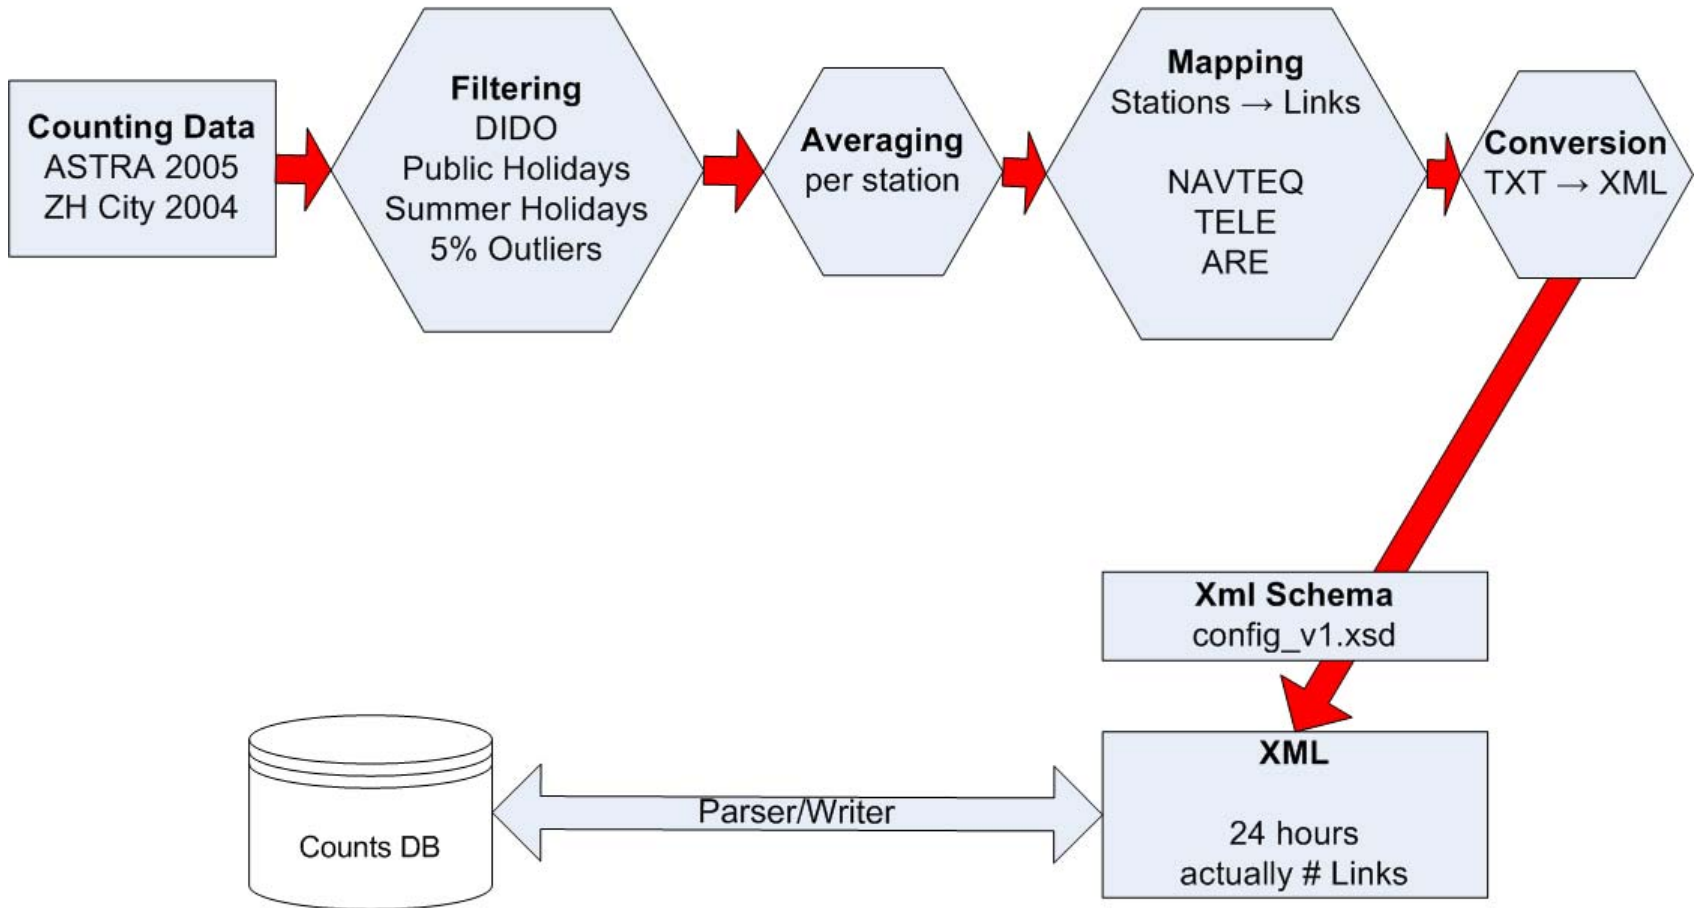 Counting Data
ASTRA 2005
ZH City 2004
Filtering
DIDO
Public Holidays
Summer Holidays
5% Outliers
Averaging
per station
Mapping
Stations → Links
NAVTEQ
TELE
ARE
Conversion
TXT → XML
Xml Schema
config_v1.xsd
XML
24 hours
actually # Links
Parser/Writer
Counts DB